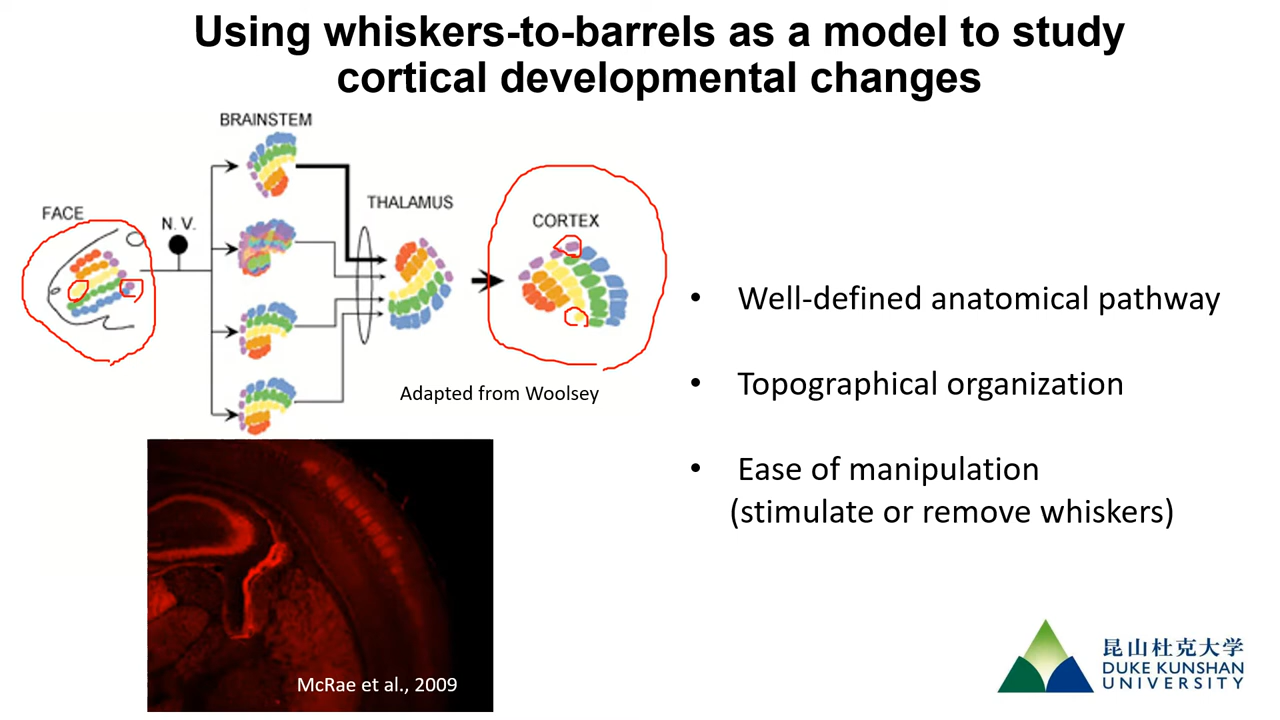 Using whiskers-to-barrels as a model to study
cortical developmental changes
BRAINSTEM
FACE
N. V.
THALAMUS
CORTEX
Adapted from Woolsey
McRae et al., 2009
• Well-defined anatomical pathway
• Topographical organization
• Ease of manipulation
(stimulate or remove whiskers)
昆山杜克大学
DUKE KUNSHAN
UNIVERSITY